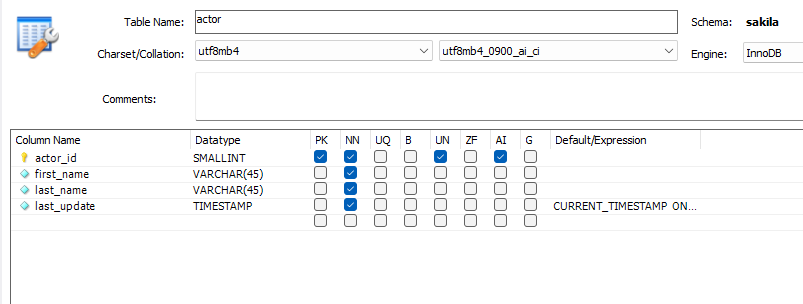 Table Name: actor Schema: sakila
Charset/Collation: utf8mb4 utf8mb4_0900_ai_ci Engine: InnoDB
Comments:
Column Name Datatype PK NN UQ B UN ZF AI G Default/Expression
actor_id SMALLINT
first_name VARCHAR(45)
last_name VARCHAR(45)
last_update TIMESTAMP CURRENT_TIMESTAMP ON...